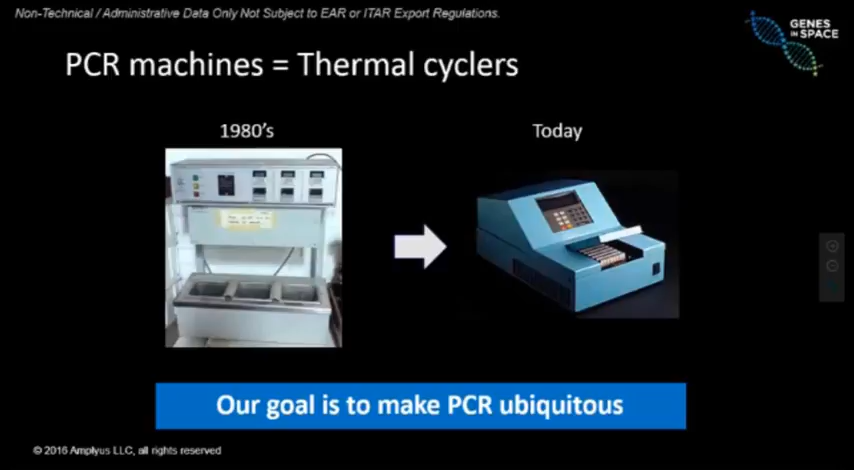 Non-Technical / Administrative Data Only Not Subject to EAR or ITAR Export Regulations.
GENES
IN SPACE
PCR machines = Thermal cyclers
1980's
Today
Our goal is to make PCR ubiquitous
© 2016 Amplyus LLC, all rights reserved